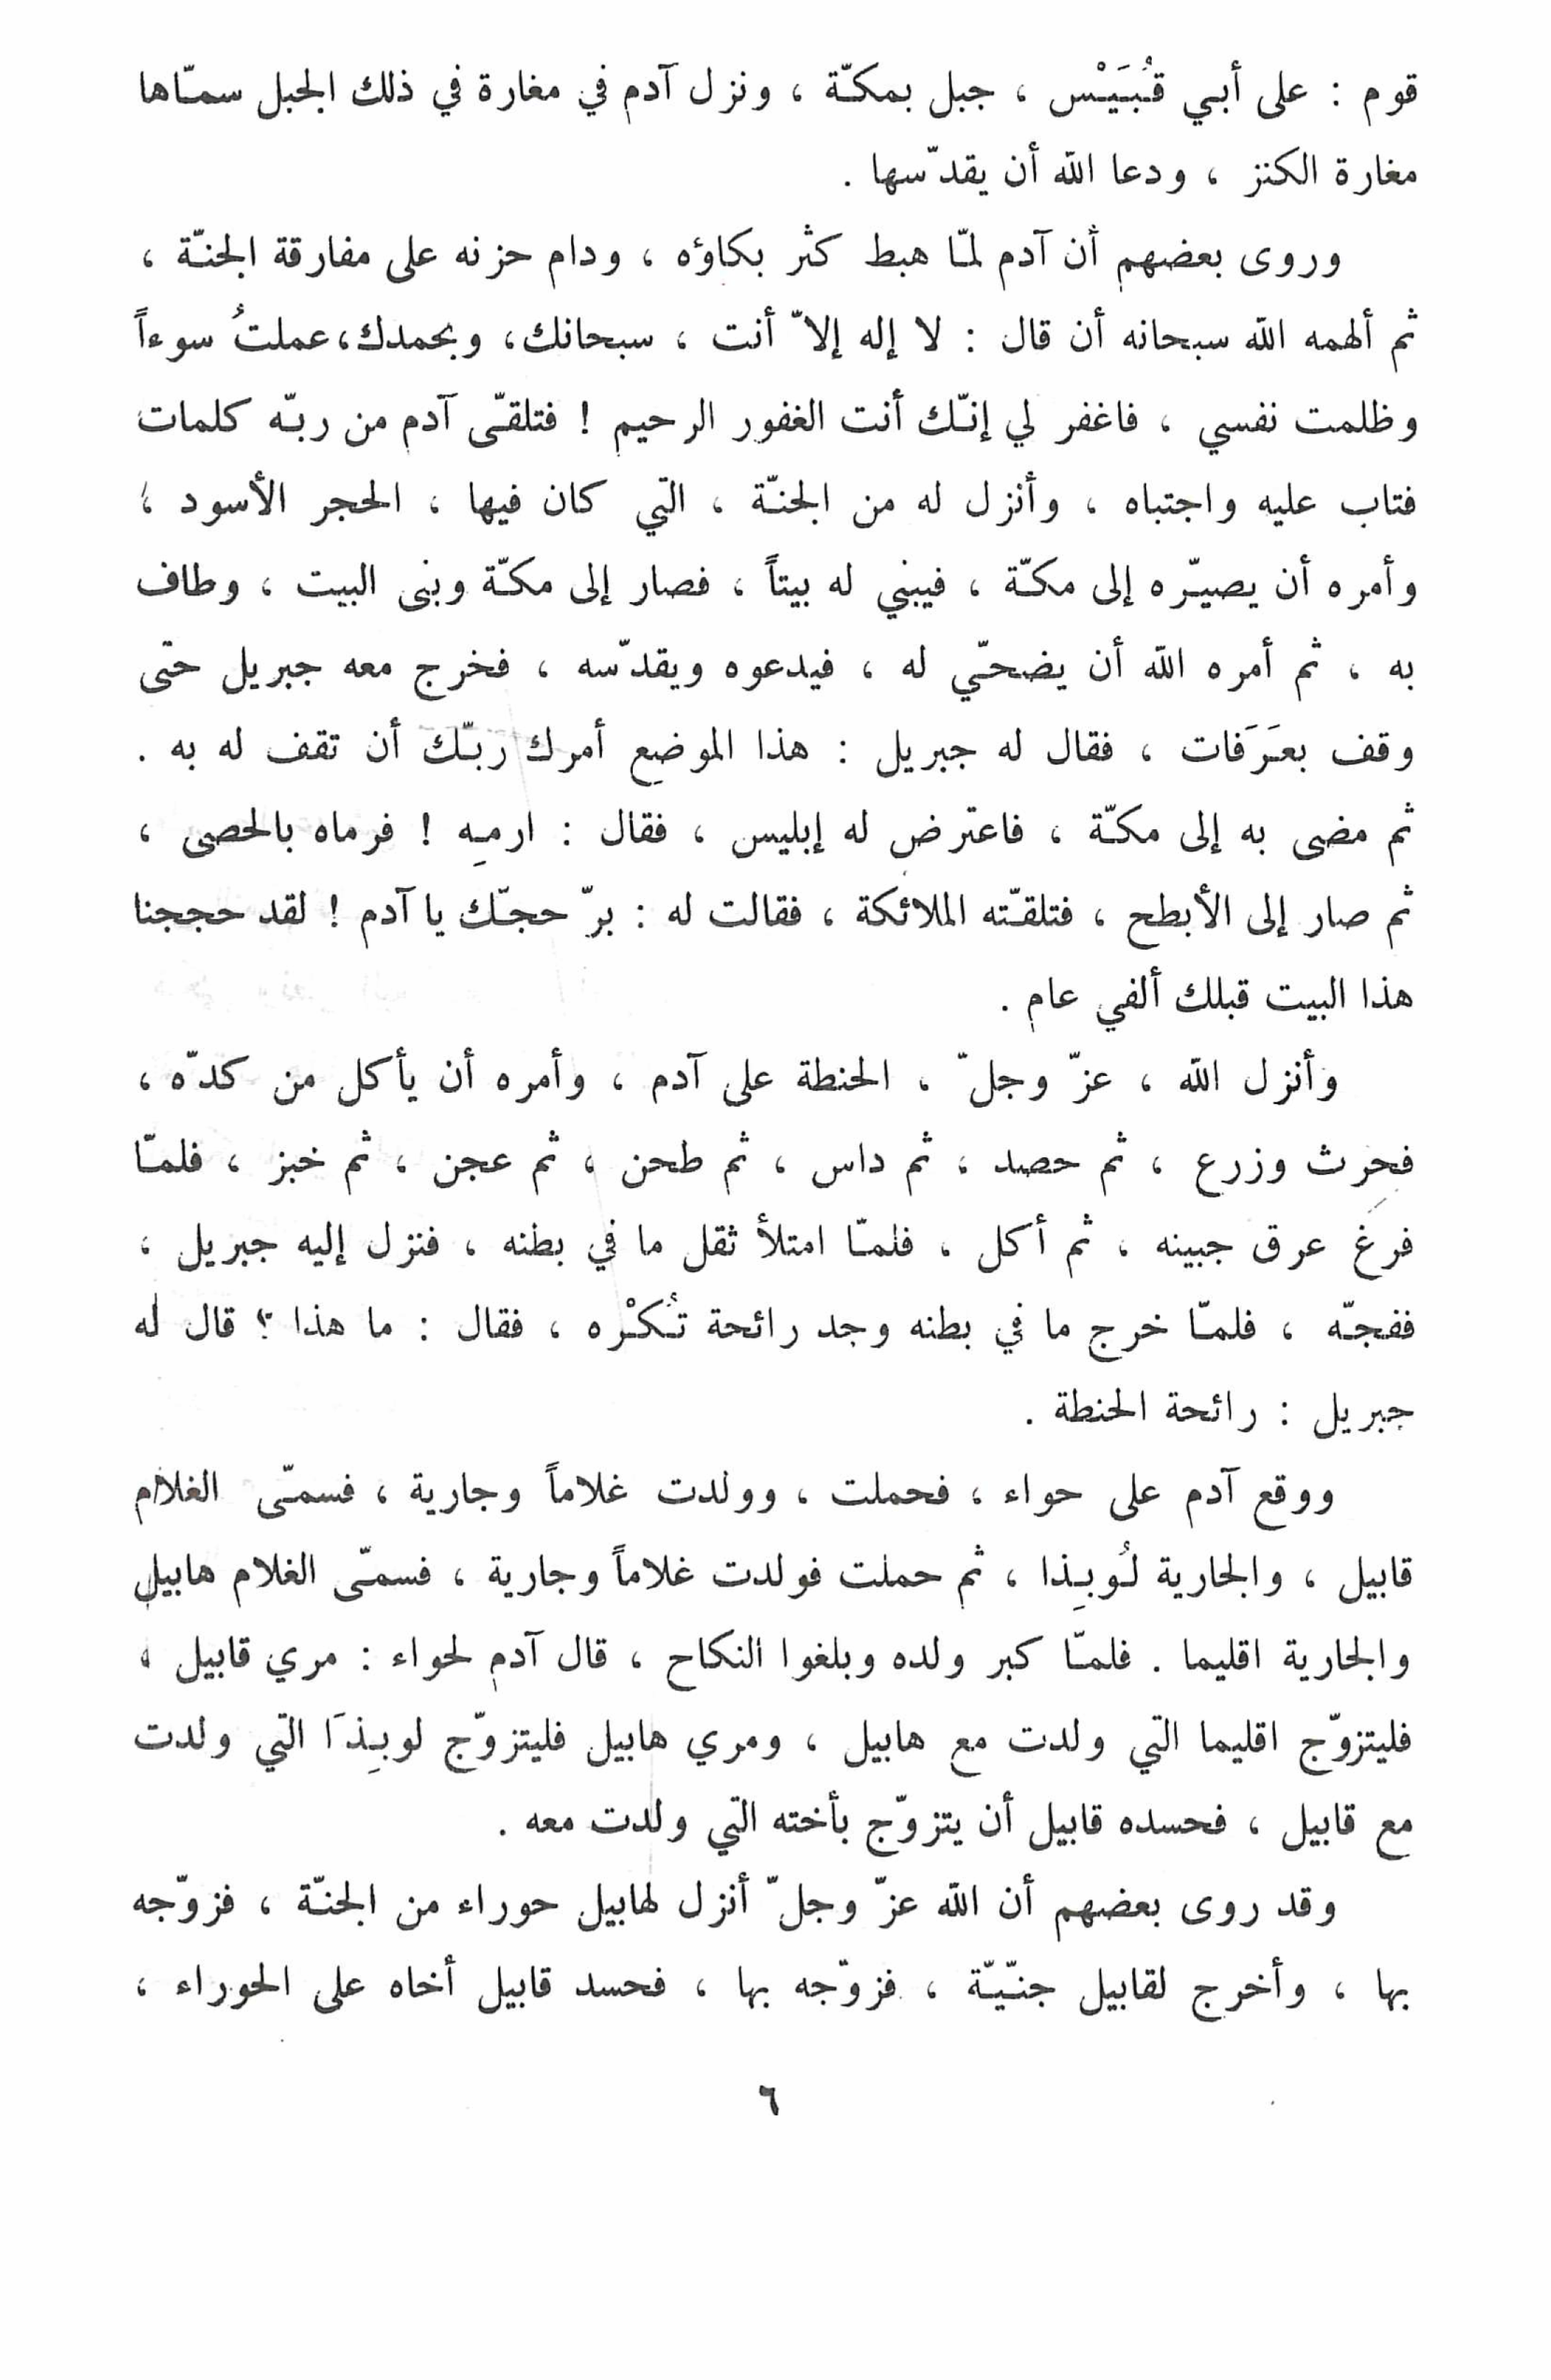 قوم : على أبي قُبَيْس ، جبل بمكّة ، ونزل آدم في مغارة في ذلك الجبل سمّاها
مغارة الكنز ، ودعا الله أن يقدّسها .
وروى بعضهم أن آدم لمّا هبط كثر بكاؤه ، ودام حزنه على مفارقة الجنّة ،
ثم ألهمه الله سبحانه أن قال : لا إله إلاّ أنت ، سبحانك، وبحمدك، عملتُ سوءاً
وظلمت نفسي ، فاغفر لي إنّك أنت الغفور الرحيم ! فتلقّى آدم من ربّه كلمات
فتاب عليه واجتباه ، وأنزل له من الجنّة ، التي كان فيها ، الحجر الأسود ؛
وأمره أن يصيّره إلى مكّة ، فيبني له بيتاً ، فصار إلى مكّة وبنى البيت ، وطاف
به ، ثم أمره الله أن يضحّي له ، فيدعوه ويقدّسه ، فخرج معه جبريل حتى
وقف بعَرَفات ، فقال له جبريل : هذا الموضع أمرك ربّك أن تقف له به .
ثم مضى به إلى مكّة ، فاعترض له إبليس ، فقال : ارمِه ! فرماه بالحصى ،
ثم صار إلى الأبطح ، فتلقّته الملائكة ، فقالت له : برّ حجّك يا آدم ! لقد حججنا
هذا البيت قبلك ألفي عام .
وأنزل الله ، عزّ وجلّ ، الحنطة على آدم ، وأمره أن يأكل من كدّه ،
فحرث وزرع ، ثم حصد ، ثم داس ، ثم طحن ، ثم عجن ، ثم خبز ، فلمّا
فرغ عرق جبينه ، ثم أكل ، فلمّا امتلأ ثقل ما في بطنه ، فنزل إليه جبريل ،
ففجّه ، فلمّا خرج ما في بطنه وجد رائحة تُكْره ، فقال : ما هذا ؟ قال له
جبريل : رائحة الحنطة .
ووقع آدم على حواء ، فحملت ، وولدت غلاماً وجارية ، فسمّى الغلام
قابيل ، والجارية لُوبِذا ، ثم حملت فولدت غلاماً وجارية ، فسمّى الغلام هابيل
والجارية اقليما . فلمّا كبر ولده وبلغوا النكاح ، قال آدم لحواء : مري قابيل ،
فليتزوّج اقليما التي ولدت مع هابيل ، ومري هابيل فليتزوّج لوبِذَا التي ولدت
مع قابيل ، فحسده قابيل أن يتزوّج بأخته التي ولدت معه .
وقد روى بعضهم أن الله عزّ وجلّ أنزل لهابيل حوراء من الجنّة ، فزوّجه
بها ، وأخرج لقابيل جنّيّة ، فزوّجه بها ، فحسد قابيل أخاه على الحوراء ،
٦